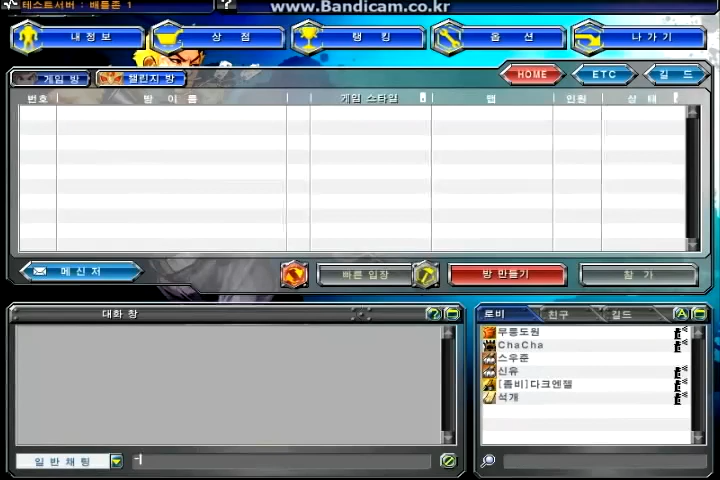 www.Bandicam.co.kr
테스트서버 : 배틀존 1 ?
내 정 보 상 점 랭 킹 옵 션 나 가 기
게임 방 챌린지 방 HOME ETC 길 드
번호 방 이 름 게임 스타일 맵 인원 상 태
메 신 저 빠른 입장 방 만들기 참 가
대화 창
로비 친구 길드 A
무릉도원
ChaCha
스우준
신유
[좀비]다크엔젤
석개
일 반 채 팅